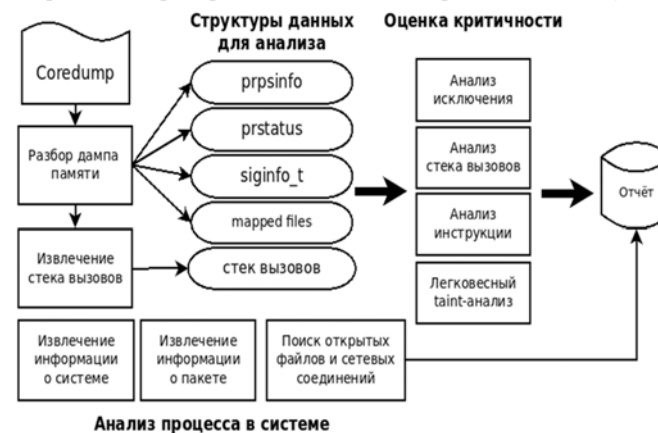 Структуры данных
для анализа
Оценка критичности
Coredump
Разбор дампа
памяти
Извлечение
стека вызовов
prpsinfo
prstatus
siginfo_t
mapped files
стек вызовов
Анализ
исключения
Анализ
стека вызовов
Анализ
инструкции
Легковесный
taint-анализ
Отчёт
Извлечение
информации
о системе
Извлечение
информации
о пакете
Поиск открытых
файлов и сетевых
соединений
Анализ процесса в системе